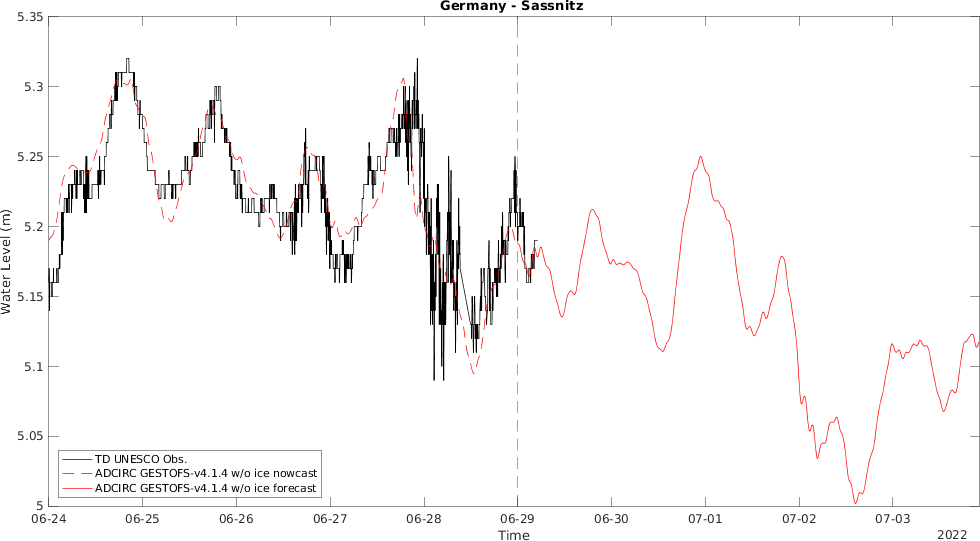 Germany - Sassnitz
5.35
5.3
5.25
5.2
5.15
5.1
5.05
5
Water Level (m)
TD UNESCO Obs.
ADCIRC GESTOFS-v4.1.4 w/o ice nowcast
ADCIRC GESTOFS-v4.1.4 w/o ice forecast
06-24 06-25 06-26 06-27 06-28 06-29 06-30 07-01 07-02 07-03
Time
2022